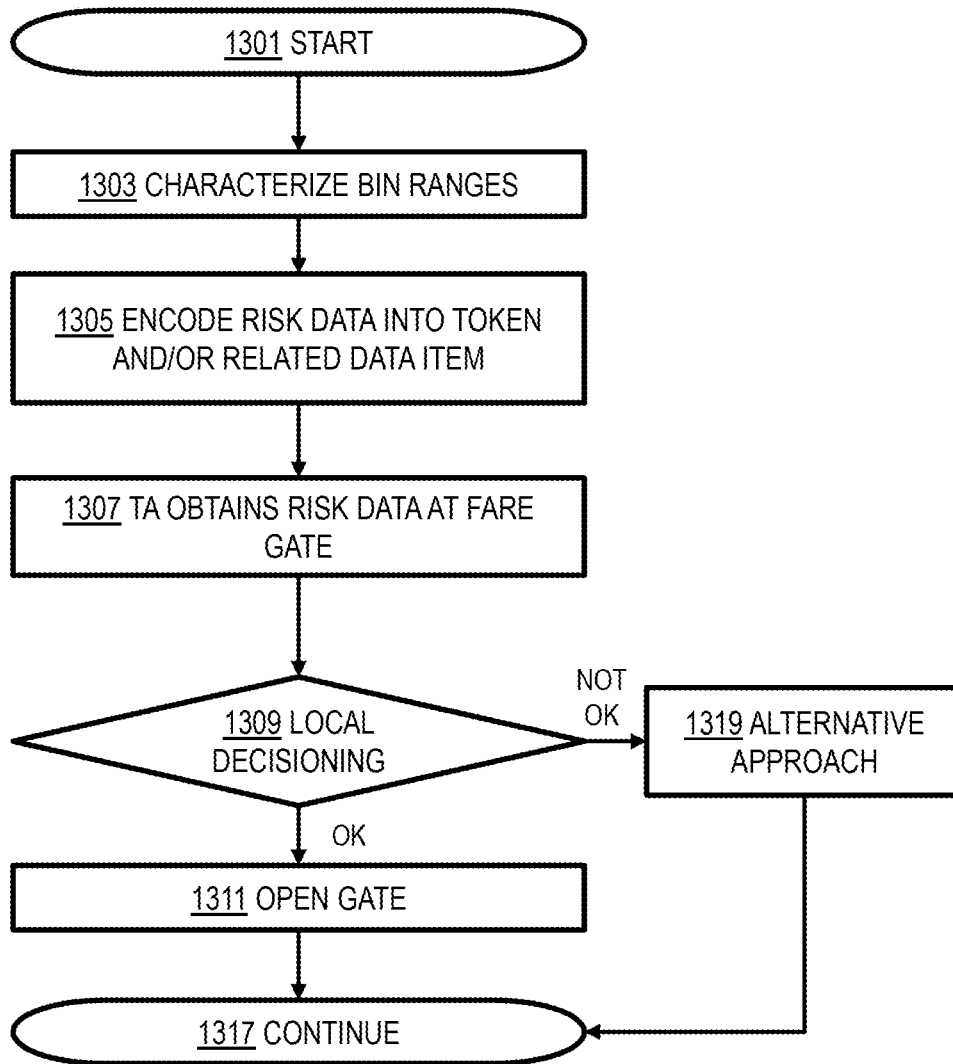 1301 START
1303 CHARACTERIZE BIN RANGES
1305 ENCODE RISK DATA INTO TOKEN
AND/OR RELATED DATA ITEM
1307 TA OBTAINS RISK DATA AT FARE
GATE
1309 LOCAL
DECISIONING
NOT
OK
1319 ALTERNATIVE
APPROACH
OK
1311 OPEN GATE
1317 CONTINUE